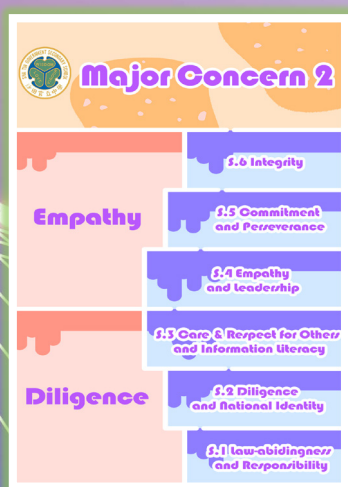 Major Concern 2
Empathy
S.6 Integrity
S.5 Commitment
and Perseverance
S.4 Empathy
and Leadership
S.3 Care & Respect for Others
and Information Literacy
Diligence
S.2 Diligence
and National Identity
S.1 Law-abidingness
and Responsibility